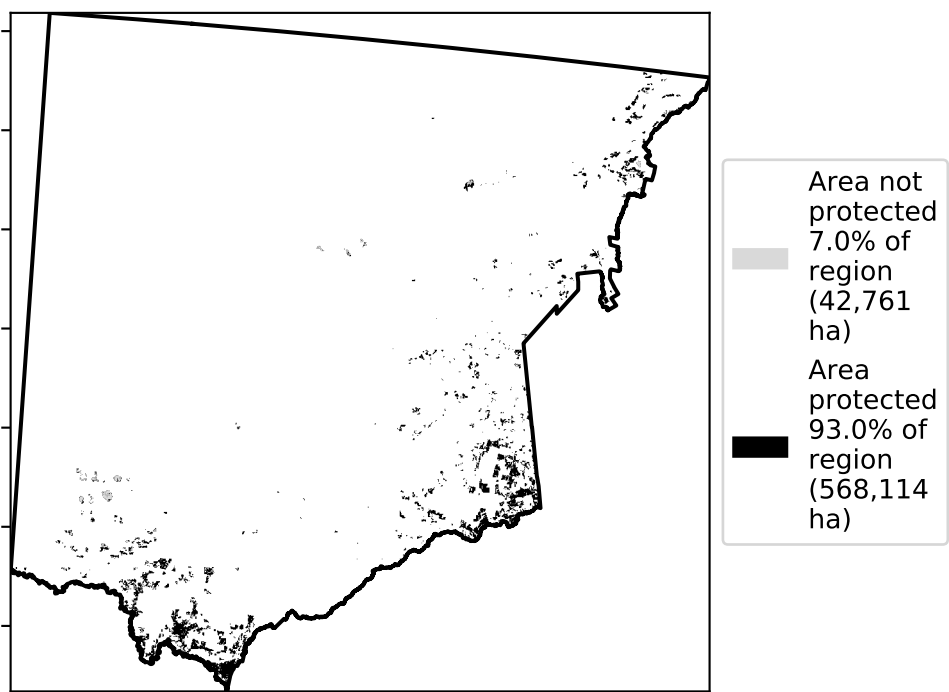 Area not
protected
7.0% of
region
(42,761
ha)
Area
protected
93.0% of
region
(568,114
ha)